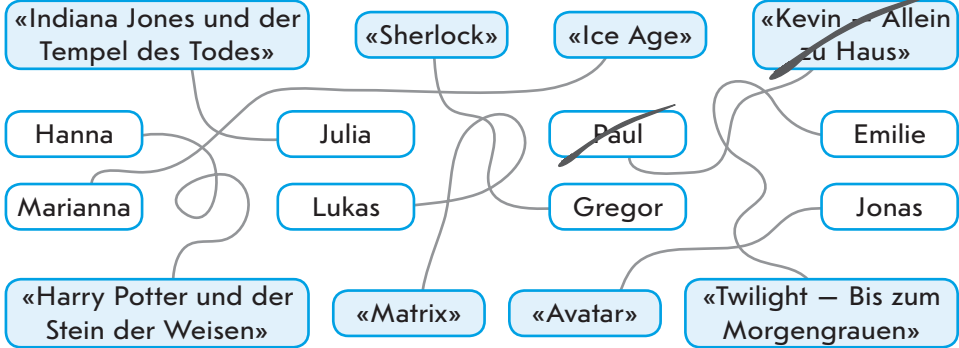 «Indiana Jones und der
Tempel des Todes»
«Sherlock»
«Ice Age»
«Kevin – Allein
zu Haus»
Hanna
Julia
Paul
Emilie
Marianna
Lukas
Gregor
Jonas
«Harry Potter und der
Stein der Weisen»
«Matrix»
«Avatar»
«Twilight – Bis zum
Morgengrauen»